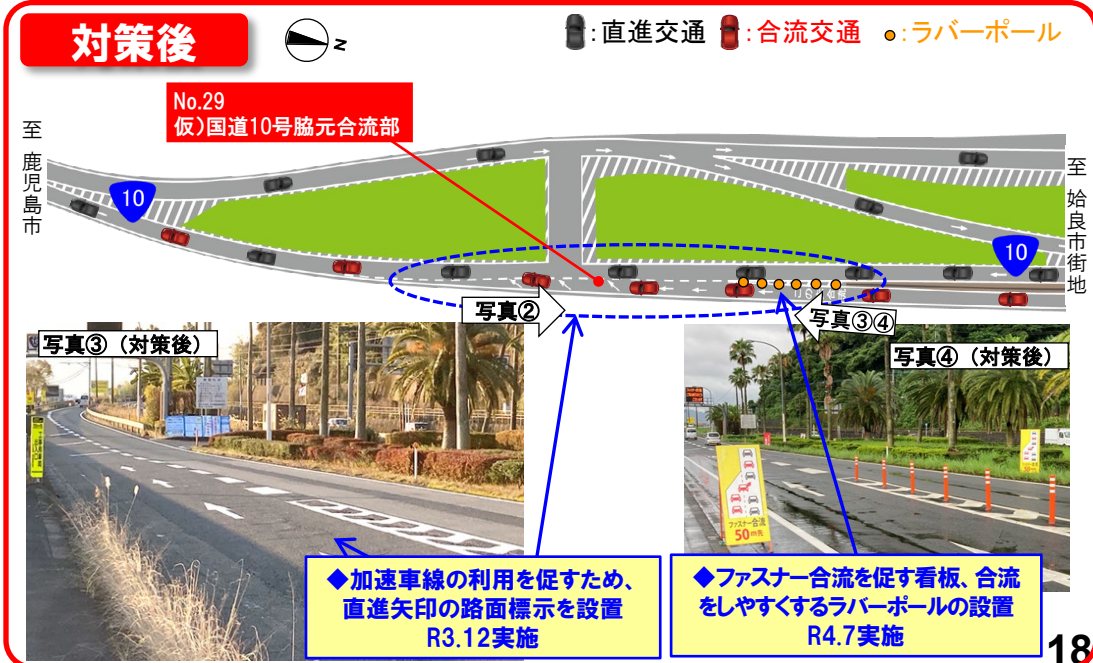 対策後
z
:直進交通 :合流交通 :ラバーポール
No.29
仮)国道10号脇元合流部
至 鹿児島市
至 姶良市街地
10
10
写真②
写真③④
写真③(対策後)
写真④(対策後)
ファスナー合流
50m先
◆加速車線の利用を促すため、
直進矢印の路面標示を設置
R3.12実施
◆ファスナー合流を促す看板、合流
をしやすくするラバーポールの設置
R4.7実施
18